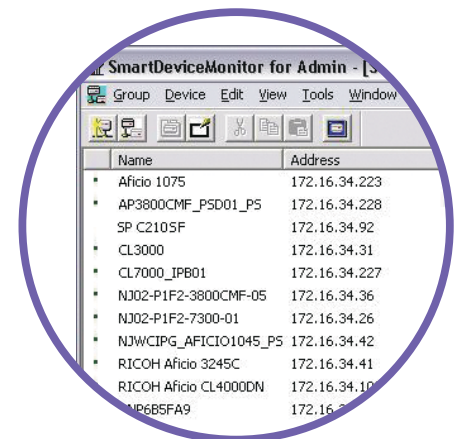 SmartDeviceMonitor for Admin - [
Group Device Edit View Tools Window
Name Address
Aficio 1075 172.16.34.223
AP3800CMF_PSD01_PS 172.16.34.228
SP C210SF 172.16.34.92
CL3000 172.16.34.31
CL7000_IPB01 172.16.34.227
NJ02-P1F2-3800CMF-05 172.16.34.36
NJ02-P1F2-7300-01 172.16.34.26
NJWCIPG_AFICIO1045_PS 172.16.34.42
RICOH Aficio 3245C 172.16.34.41
RICOH Aficio CL4000DN